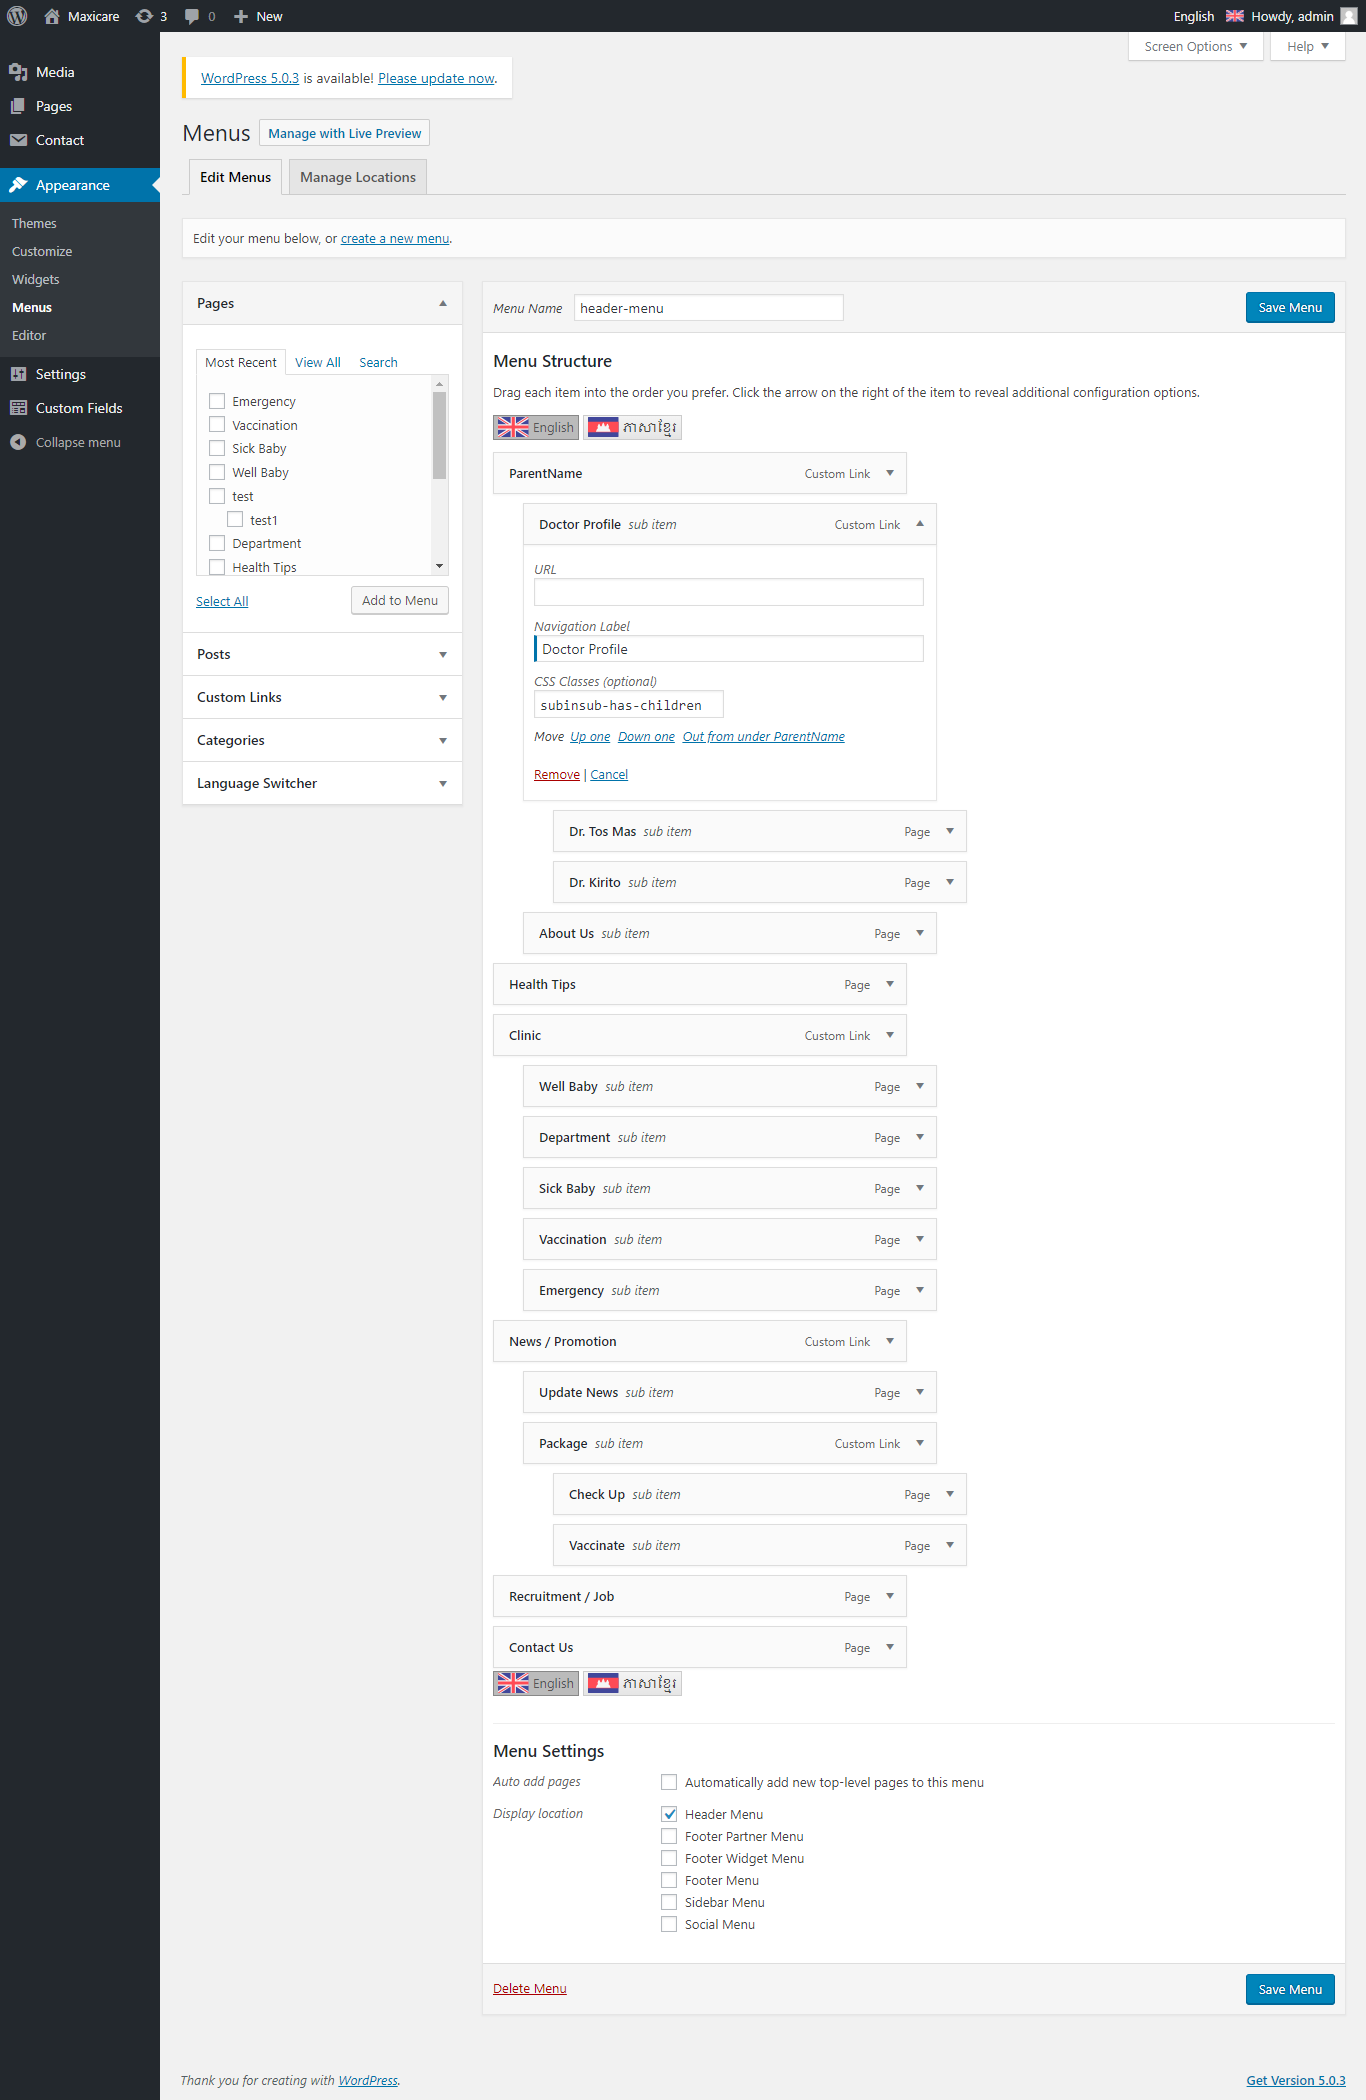 Maxicare 3 0 New English Howdy, admin
Screen Options Help
Media
Pages
Contact
Appearance
Themes
Customize
Widgets
Menus
Editor
Settings
Custom Fields
Collapse menu
WordPress 5.0.3 is available! Please update now.
Menus Manage with Live Preview
Edit Menus Manage Locations
Edit your menu below, or create a new menu.
Pages
Most Recent View All Search
Emergency
Vaccination
Sick Baby
Well Baby
test
test1
Department
Health Tips
Select All Add to Menu
Posts
Custom Links
Categories
Language Switcher
Menu Name header-menu Save Menu
Menu Structure
Drag each item into the order you prefer. Click the arrow on the right of the item to reveal additional configuration options.
English ភាសាខ្មែរ
ParentName Custom Link
Doctor Profile sub item Custom Link
URL
Navigation Label
Doctor Profile
CSS Classes (optional)
subinsub-has-children
Move Up one Down one Out from under ParentName
Remove | Cancel
Dr. Tos Mas sub item Page
Dr. Kirito sub item Page
About Us sub item Page
Health Tips Page
Clinic Custom Link
Well Baby sub item Page
Department sub item Page
Sick Baby sub item Page
Vaccination sub item Page
Emergency sub item Page
News / Promotion Custom Link
Update News sub item Page
Package sub item Custom Link
Check Up sub item Page
Vaccinate sub item Page
Recruitment / Job Page
Contact Us Page
English ភាសាខ្មែរ
Menu Settings
Auto add pages Automatically add new top-level pages to this menu
Display location Header Menu
Footer Partner Menu
Footer Widget Menu
Footer Menu
Sidebar Menu
Social Menu
Delete Menu Save Menu
Thank you for creating with WordPress. Get Version 5.0.3